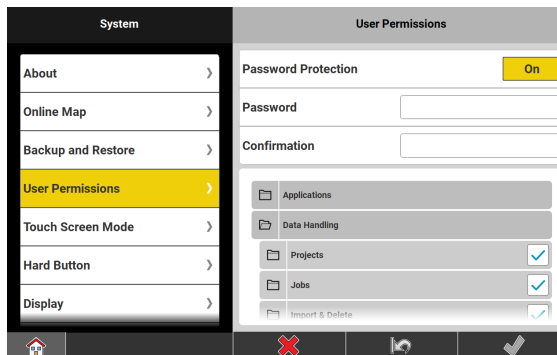 System
User Permissions
About
Online Map
Backup and Restore
User Permissions
Touch Screen Mode
Hard Button
Display
Password Protection
On
Password
Confirmation
Applications
Data Handling
Projects
Jobs
Import & Delete